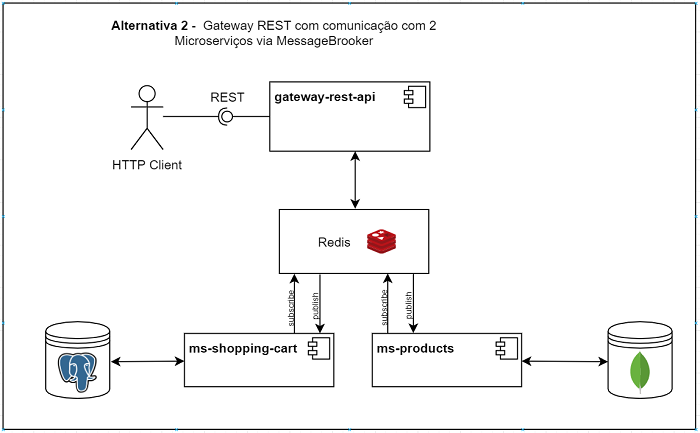 Alternativa 2 - Gateway REST com comunicação com 2
Microserviços via MessageBrooker
REST
gateway-rest-api
HTTP Client
Redis
subscribe
publish
subscribe
publish
ms-shopping-cart
ms-products